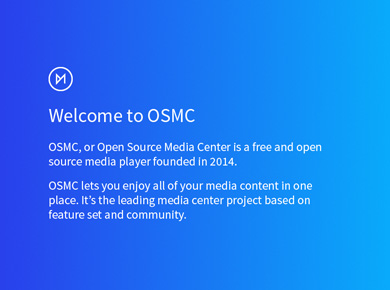 Welcome to OSMC
OSMC, or Open Source Media Center is a free and open
source media player founded in 2014.
OSMC lets you enjoy all of your media content in one
place. It's the leading media center project based on
feature set and community.